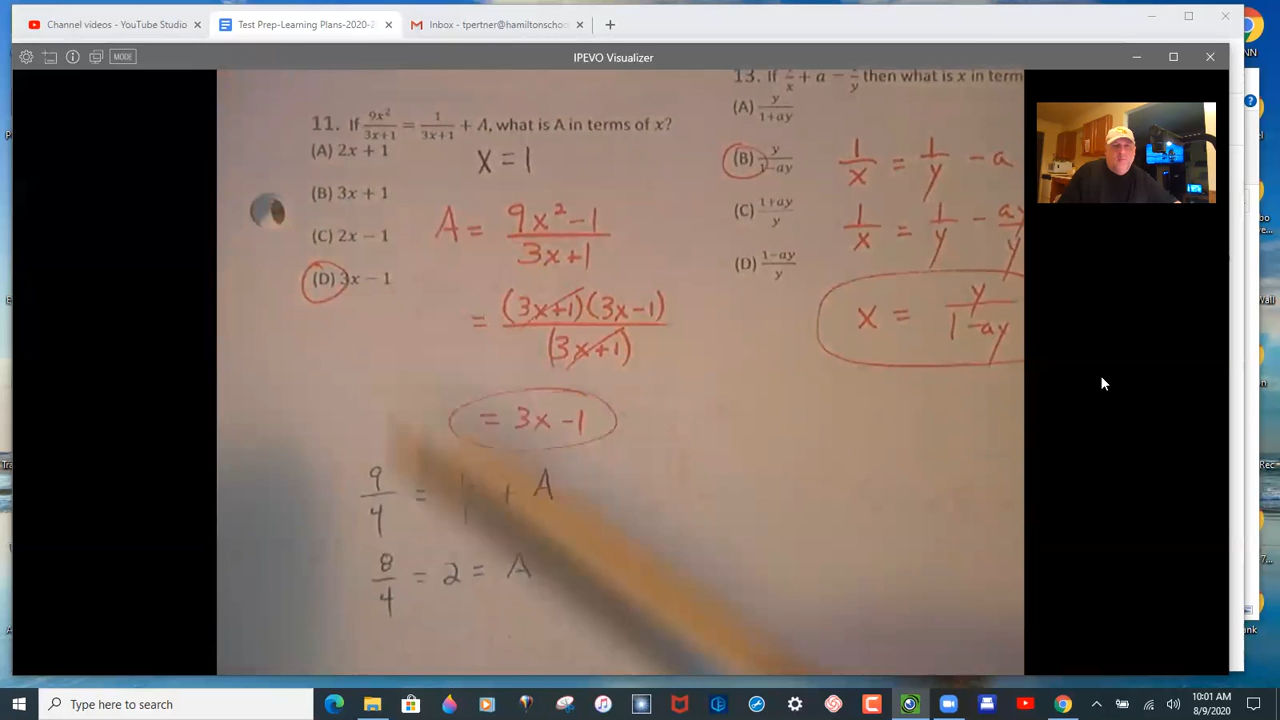 Channel videos - YouTube Studio
Test Prep-Learning Plans-2020-2
Inbox - tpertner@hamiltonschoo
IPEVO Visualizer
MODE
11. If 9x²/3x+1 = 1/3x+1 + A, what is A in terms of x?
(A) 2x + 1
(B) 3x + 1
(C) 2x − 1
(D) 3x − 1
x = 1
A = 9x² − 1 / 3x + 1
= (3x+1)(3x−1) / (3x+1)
= 3x − 1
9/4 = + A
8/4 = 2 = A
then what is x in term
(A) y/1+ay
(B) y/1−ay
(C) 1+ay/y
(D) 1−ay/y
1/x = 1/y − a
1/x = 1/y − ay/y
x = y/1−ay
Type here to search
10:01 AM
8/9/2020